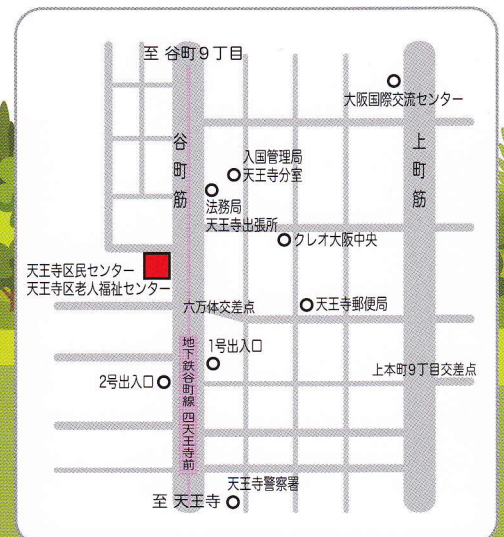 至 谷町9丁目
大阪国際交流センター
谷町筋
上町筋
入国管理局
天王寺分室
法務局
天王寺出張所
クレオ大阪中央
天王寺区民センター
天王寺区老人福祉センター
六万体交差点
天王寺郵便局
1号出入口
地下鉄谷町線 四天王寺前
上本町9丁目交差点
2号出入口
天王寺警察署
至 天王寺